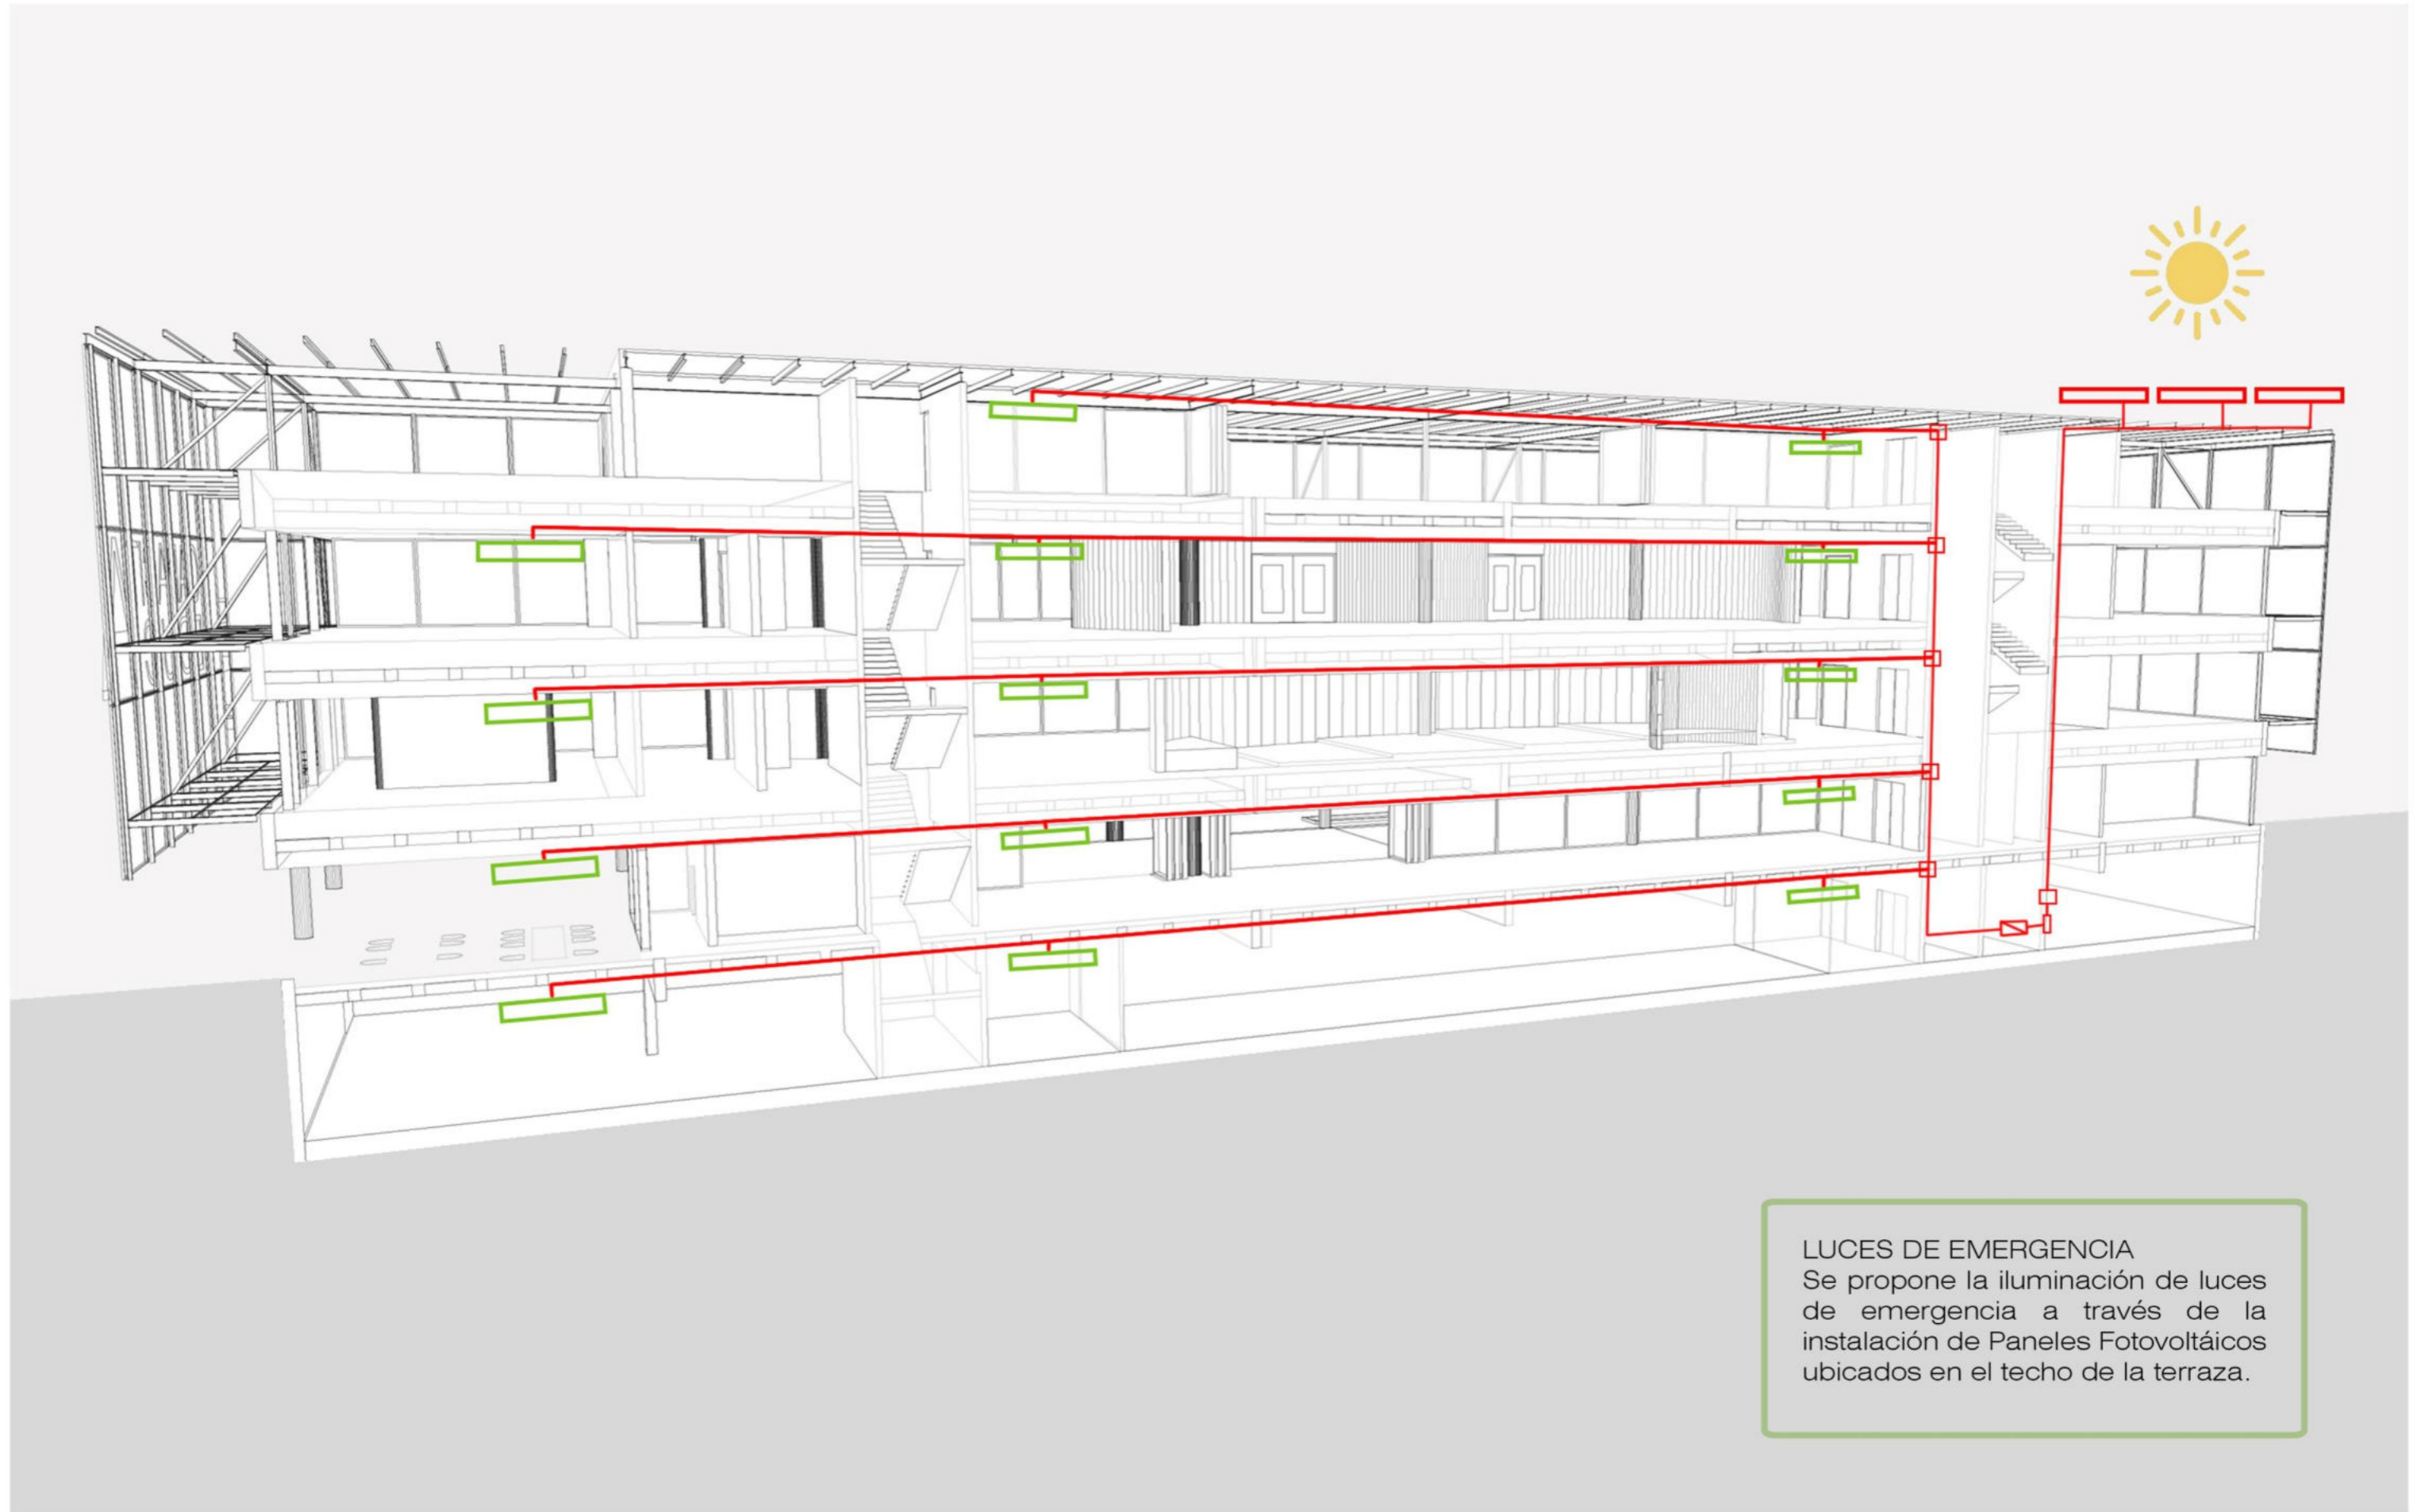 LUCES DE EMERGENCIA
Se propone la iluminación de luces
de emergencia a través de la
instalación de Paneles Fotovoltáicos
ubicados en el techo de la terraza.